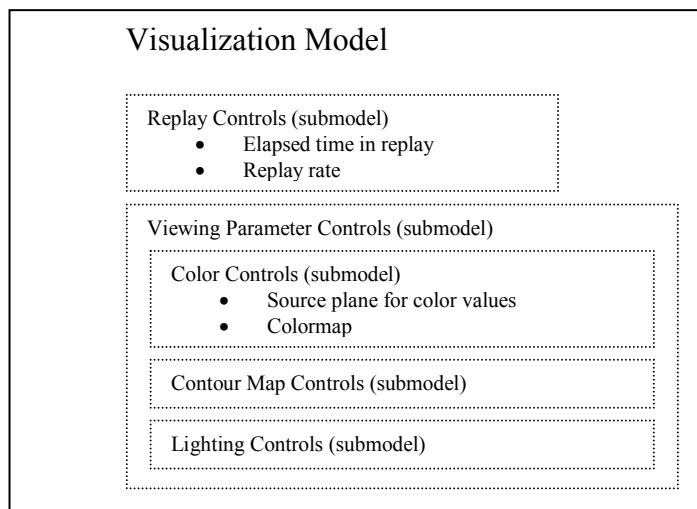 Visualization Model
Replay Controls (submodel)
• Elapsed time in replay
• Replay rate
Viewing Parameter Controls (submodel)
Color Controls (submodel)
• Source plane for color values
• Colormap
Contour Map Controls (submodel)
Lighting Controls (submodel)